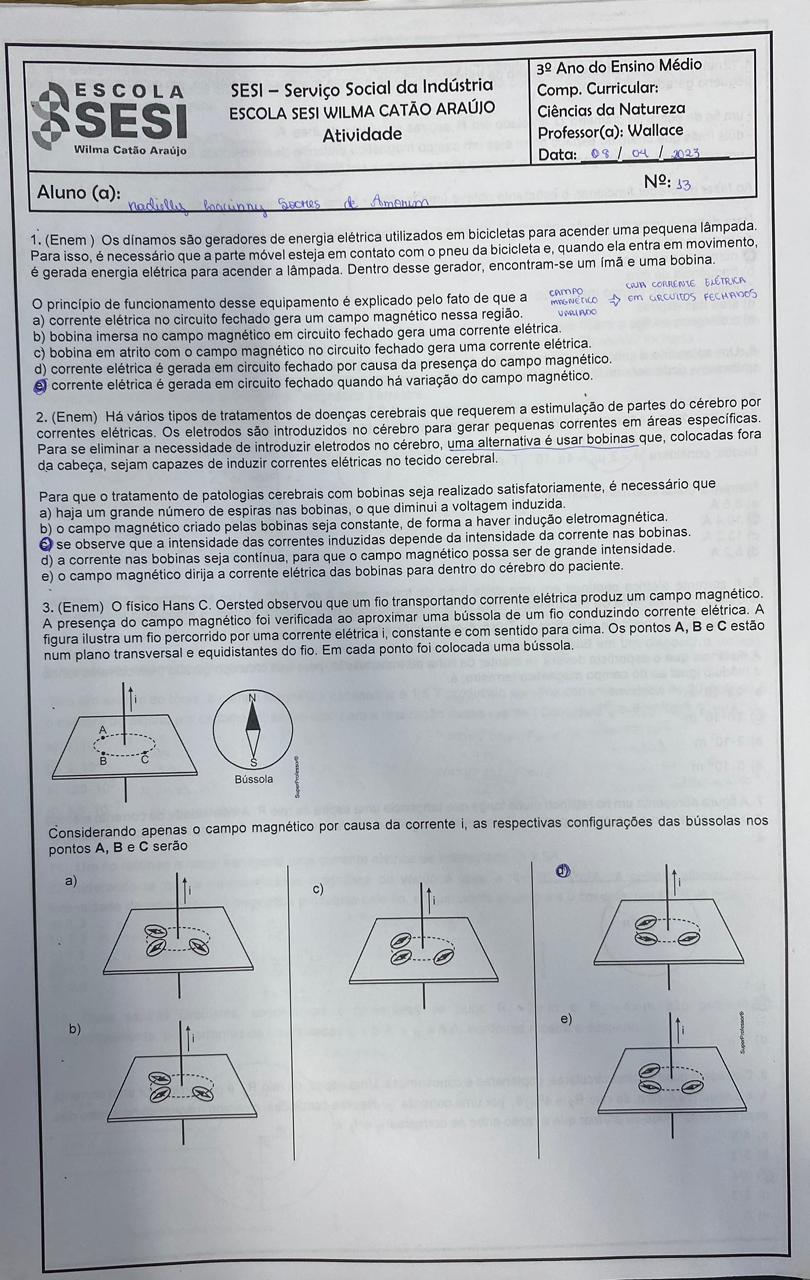 ESCOLA
SESI
Wilma Catão Araújo
SESI – Serviço Social da Indústria
ESCOLA SESI WILMA CATÃO ARAÚJO
Atividade
3º Ano do Ensino Médio
Comp. Curricular:
Ciências da Natureza
Professor(a): Wallace
Data: 08 / 04 / 2023
Aluno (a): Soares de Amorim
Nº: 13
1. (Enem ) Os dínamos são geradores de energia elétrica utilizados em bicicletas para acender uma pequena lâmpada.
Para isso, é necessário que a parte móvel esteja em contato com o pneu da bicicleta e, quando ela entra em movimento,
é gerada energia elétrica para acender a lâmpada. Dentro desse gerador, encontram-se um ímã e uma bobina.
O princípio de funcionamento desse equipamento é explicado pelo fato de que a
CAMPO MAGNÉTICO VARIADO ⇒ CRIA CORRENTE ELÉTRICA EM CIRCUITOS FECHADOS
a) corrente elétrica no circuito fechado gera um campo magnético nessa região.
b) bobina imersa no campo magnético em circuito fechado gera uma corrente elétrica.
c) bobina em atrito com o campo magnético no circuito fechado gera uma corrente elétrica.
d) corrente elétrica é gerada em circuito fechado por causa da presença do campo magnético.
e) corrente elétrica é gerada em circuito fechado quando há variação do campo magnético.
2. (Enem) Há vários tipos de tratamentos de doenças cerebrais que requerem a estimulação de partes do cérebro por
correntes elétricas. Os eletrodos são introduzidos no cérebro para gerar pequenas correntes em áreas específicas.
Para se eliminar a necessidade de introduzir eletrodos no cérebro, uma alternativa é usar bobinas que, colocadas fora
da cabeça, sejam capazes de induzir correntes elétricas no tecido cerebral.
Para que o tratamento de patologias cerebrais com bobinas seja realizado satisfatoriamente, é necessário que
a) haja um grande número de espiras nas bobinas, o que diminui a voltagem induzida.
b) o campo magnético criado pelas bobinas seja constante, de forma a haver indução eletromagnética.
c) se observe que a intensidade das correntes induzidas depende da intensidade da corrente nas bobinas.
d) a corrente nas bobinas seja contínua, para que o campo magnético possa ser de grande intensidade.
e) o campo magnético dirija a corrente elétrica das bobinas para dentro do cérebro do paciente.
3. (Enem) O físico Hans C. Oersted observou que um fio transportando corrente elétrica produz um campo magnético.
A presença do campo magnético foi verificada ao aproximar uma bússola de um fio conduzindo corrente elétrica. A
figura ilustra um fio percorrido por uma corrente elétrica i, constante e com sentido para cima. Os pontos A, B e C estão
num plano transversal e equidistantes do fio. Em cada ponto foi colocada uma bússola.
i
A
B
C
N
S
Bússola
SuperProfessor®
Considerando apenas o campo magnético por causa da corrente i, as respectivas configurações das bússolas nos
pontos A, B e C serão
a)
i
c)
i
d)
i
b)
i
e)
i
SuperProfessor®